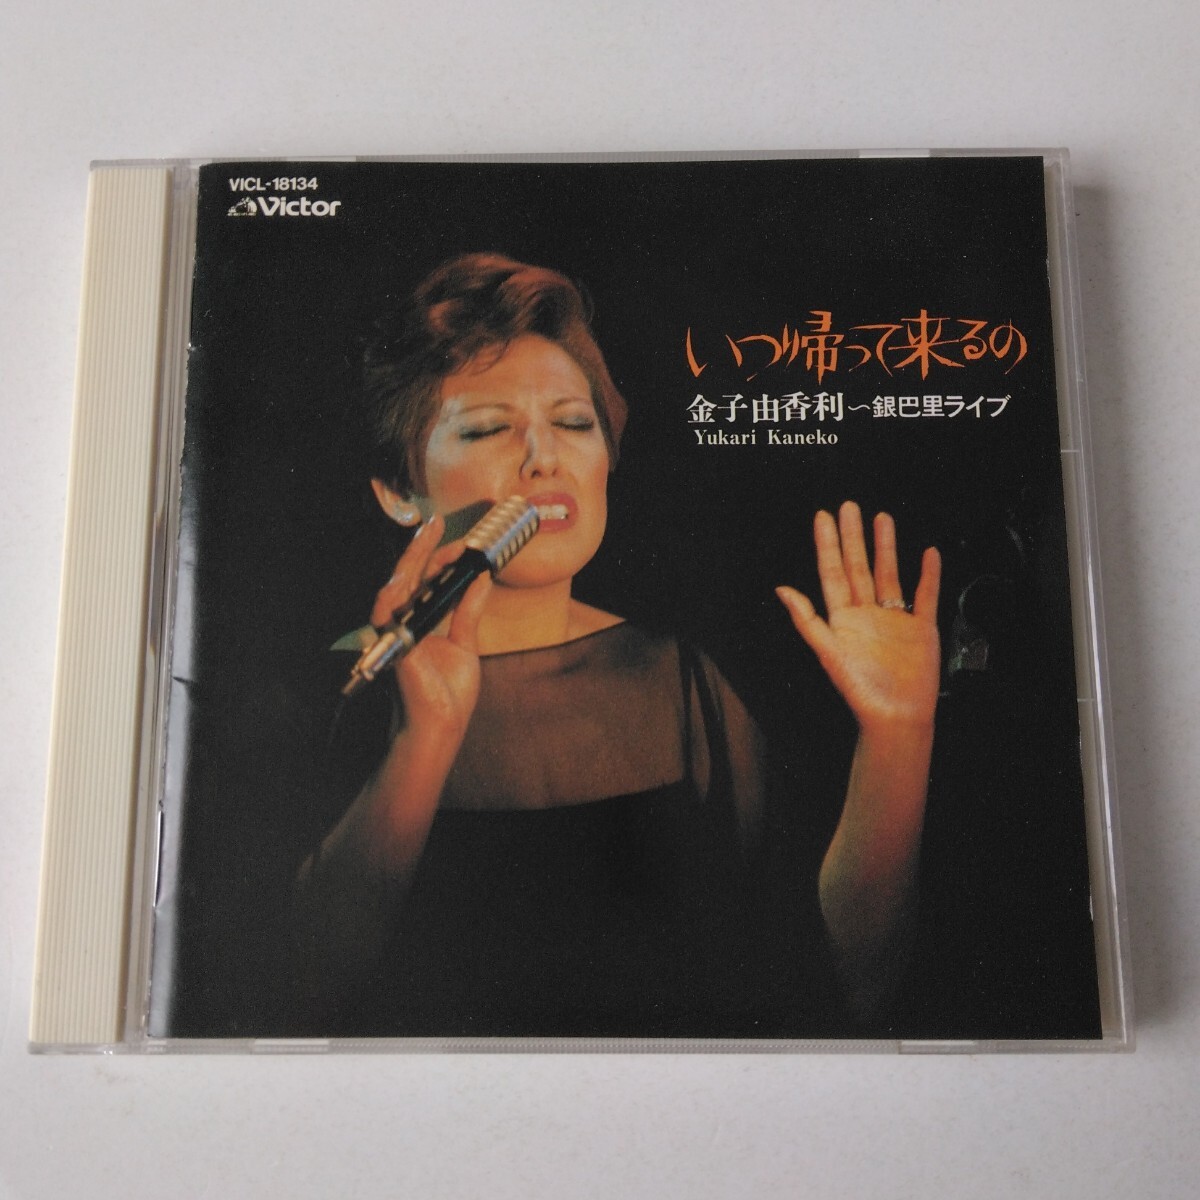 VICL-18134
Victor
いつ帰って来るの
金子由香利〜銀巴里ライブ
Yukari Kaneko